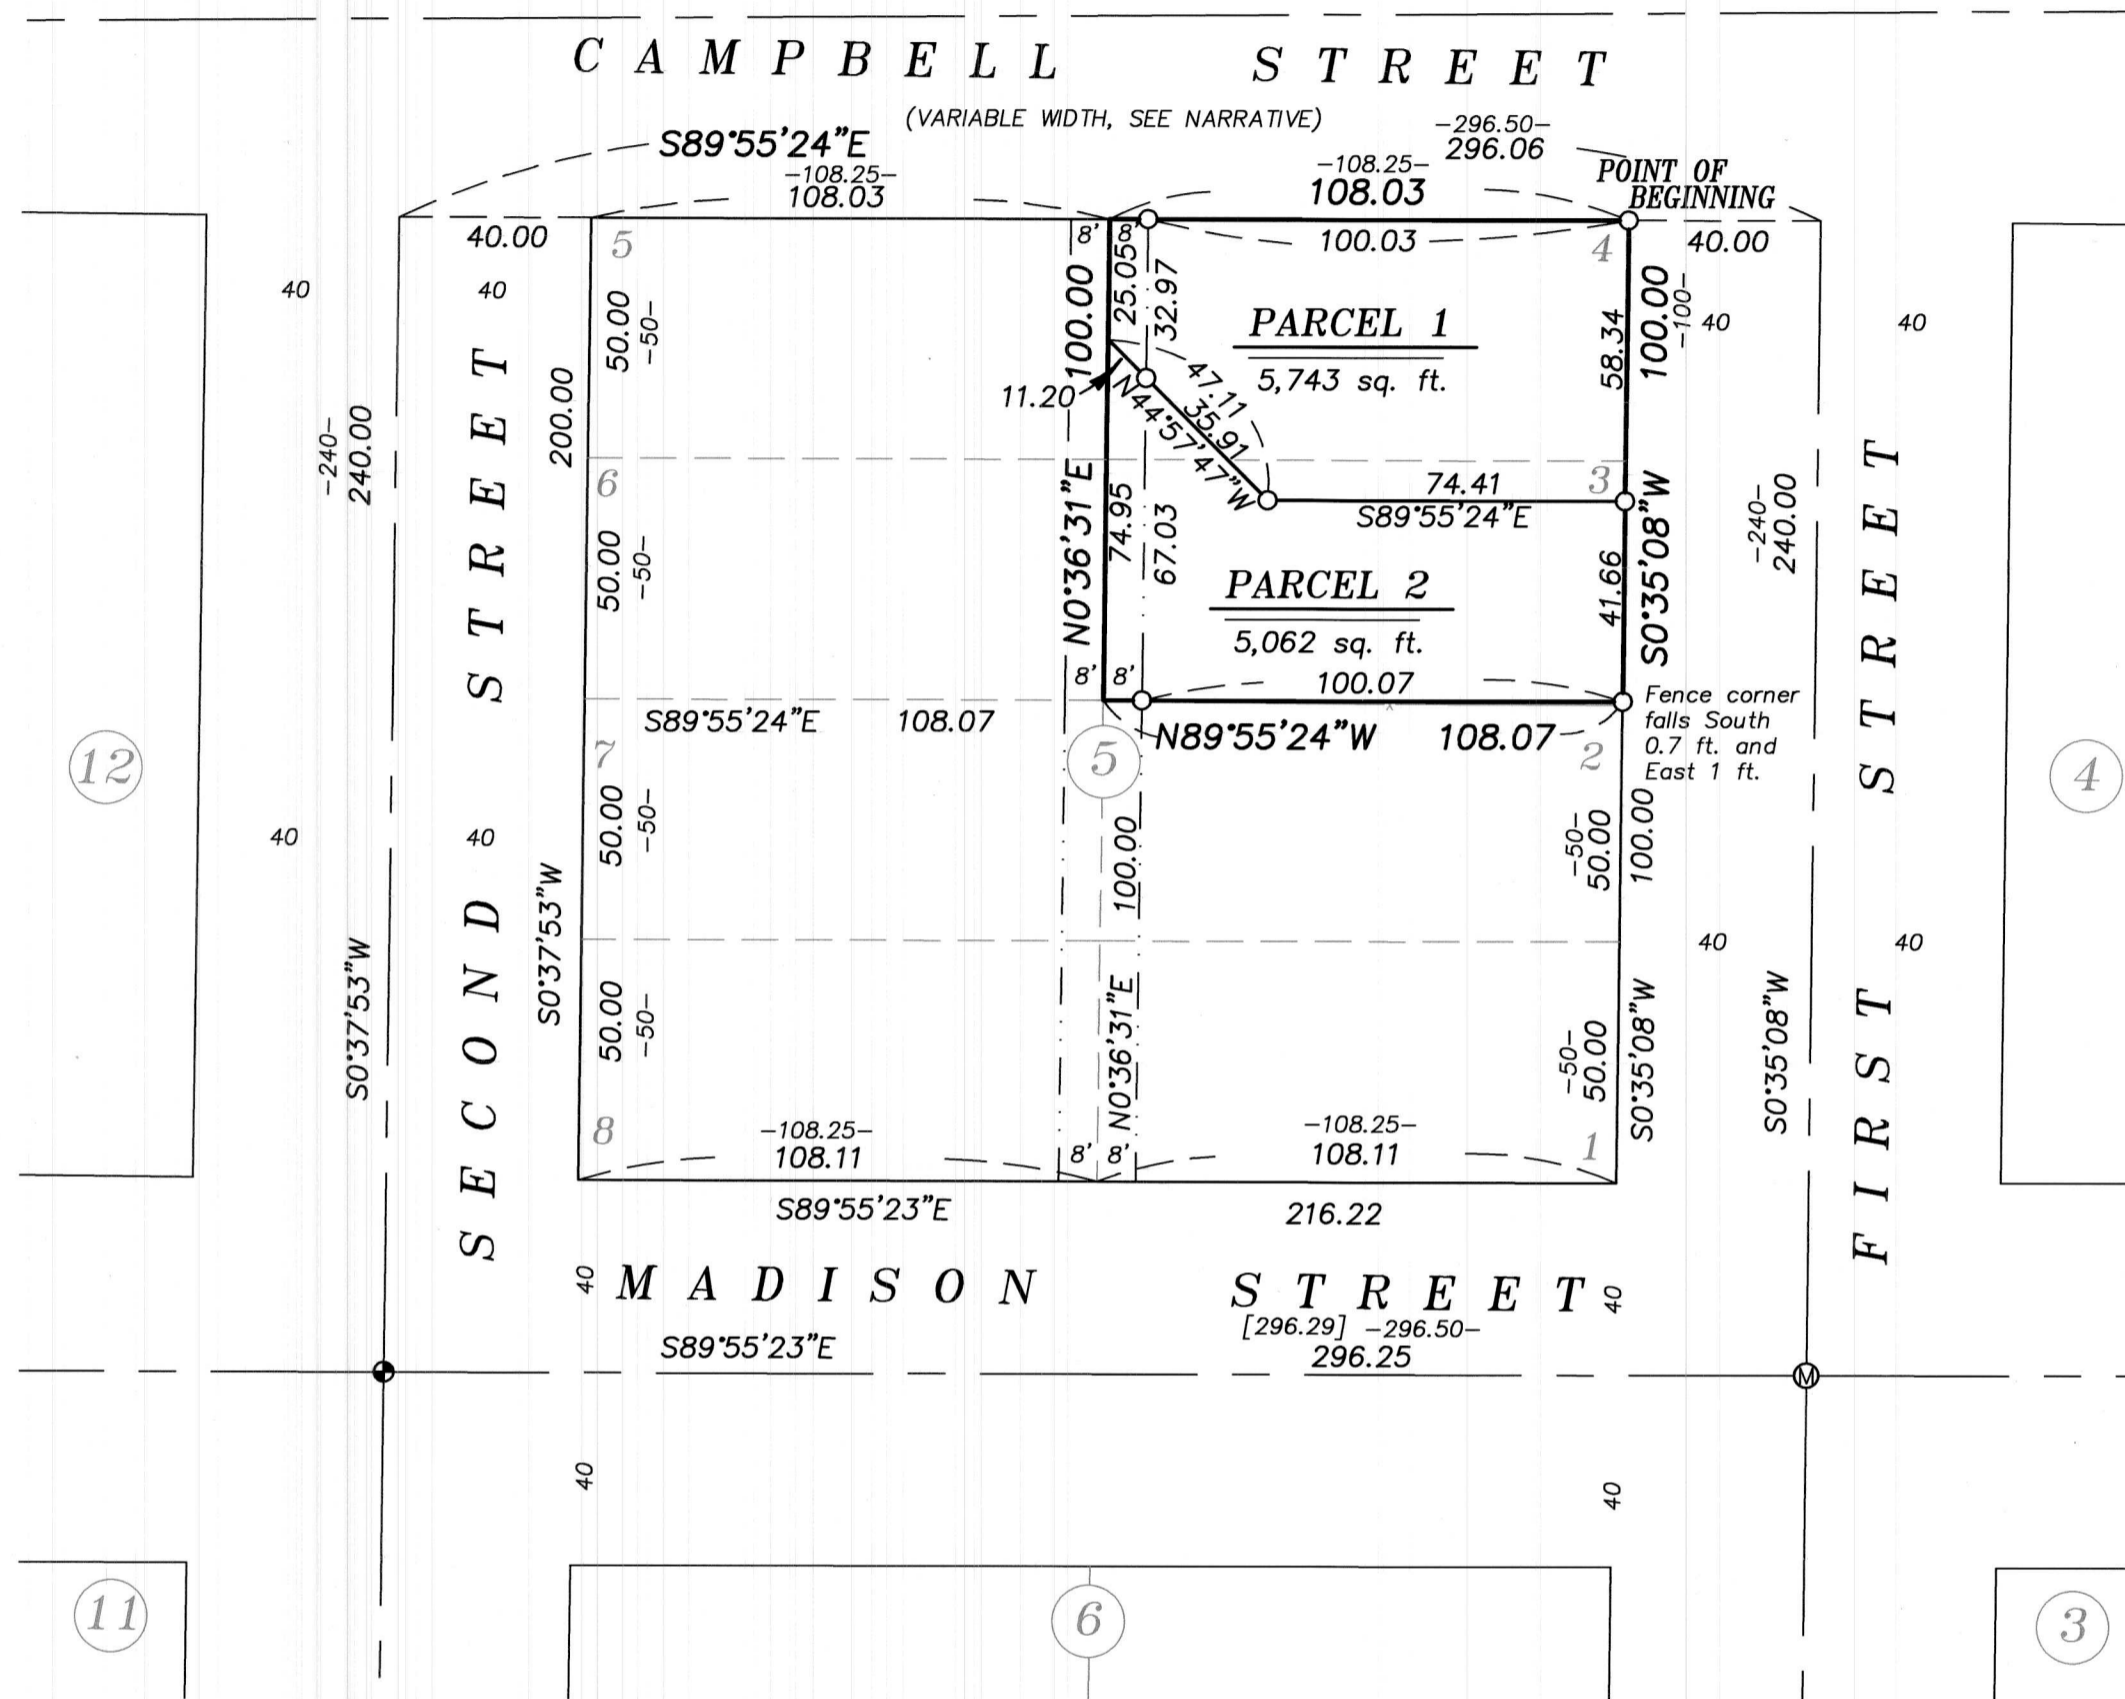 CAMPBELL STREET
(VARIABLE WIDTH, SEE NARRATIVE)
S89°55'24"E
-296.50-
296.06
-108.25-
108.03
-108.25-
108.03
POINT OF
BEGINNING
40.00
5
8'
8'
100.03
4
40.00
40
40
50.00
-50-
100.00
25.05
32.97
PARCEL 1
5,743 sq. ft.
58.34
100.00
-100-
40
40
-240-
240.00
200.00
11.20
47.11
35.91
N44°57'47"W
6
74.41
S89°55'24"E
3
N0°36'31"E
74.95
67.03
50.00
-50-
PARCEL 2
5,062 sq. ft.
41.66
S0°35'08"W
-240-
240.00
8'
8'
100.07
S89°55'24"E
108.07
N89°55'24"W
108.07
Fence corner
falls South
0.7 ft. and
East 1 ft.
12
7
5
2
4
40
40
50.00
-50-
100.00
-50-
50.00
100.00
SECOND STREET
FIRST STREET
S0°37'53"W
S0°37'53"W
40
40
50.00
-50-
N0°36'31"E
-50-
50.00
S0°35'08"W
S0°35'08"W
8
-108.25-
108.11
8'
8'
-108.25-
108.11
1
S89°55'23"E
216.22
40
MADISON STREET
40
[296.29] -296.50-
S89°55'23"E
296.25
M
40
40
11
6
3